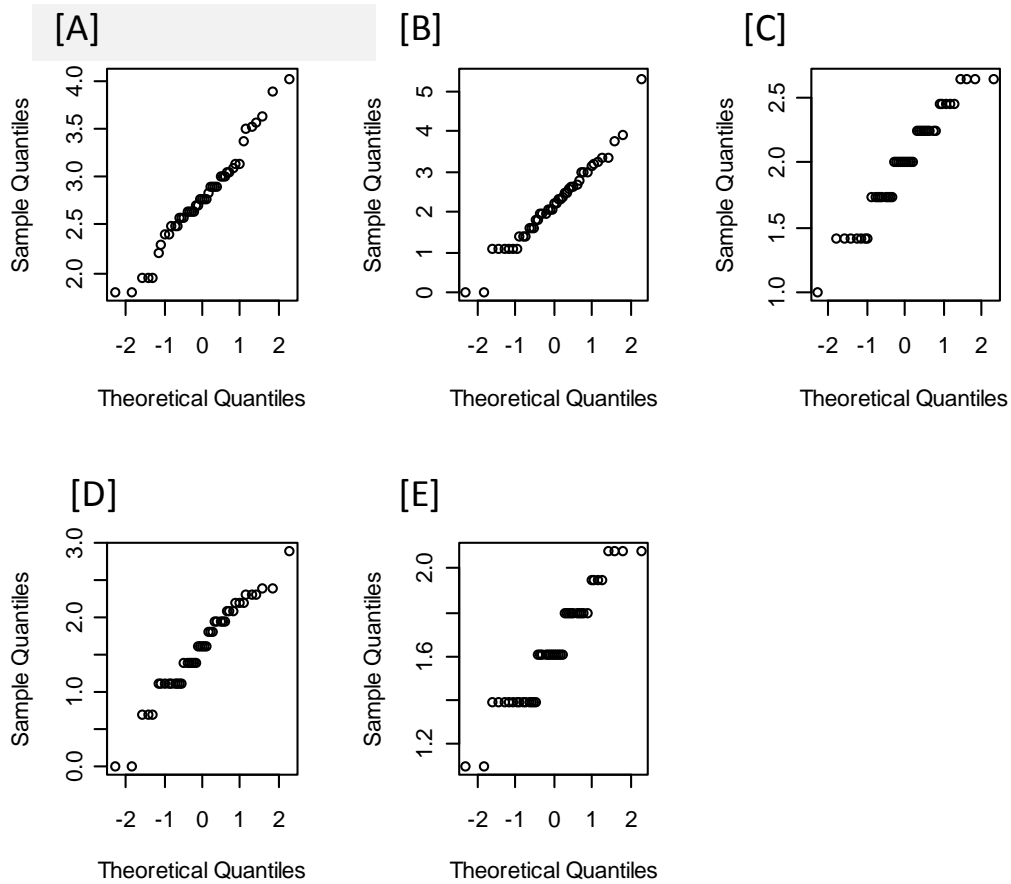 [A]
4.0
3.5
3.0
2.5
2.0
Sample Quantiles
-2 -1 0 1 2
Theoretical Quantiles
[B]
5
4
3
2
1
0
Sample Quantiles
-2 -1 0 1 2
Theoretical Quantiles
[C]
2.5
2.0
1.5
1.0
Sample Quantiles
-2 -1 0 1 2
Theoretical Quantiles
[D]
3.0
2.0
1.0
0.0
Sample Quantiles
-2 -1 0 1 2
Theoretical Quantiles
[E]
2.0
1.6
1.2
Sample Quantiles
-2 -1 0 1 2
Theoretical Quantiles